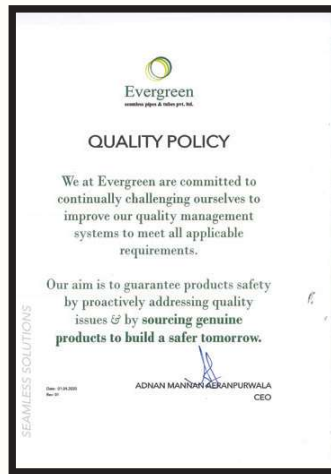 Evergreen
seamless pipes & tubes pvt. ltd.
QUALITY POLICY
We at Evergreen are committed to
continually challenging ourselves to
improve our quality management
systems to meet all applicable
requirements.
Our aim is to guarantee products safety
by proactively addressing quality
issues & by sourcing genuine
products to build a safer tomorrow.
SEAMLESS SOLUTIONS
ADNAN MANNAN AERANPURWALA
CEO